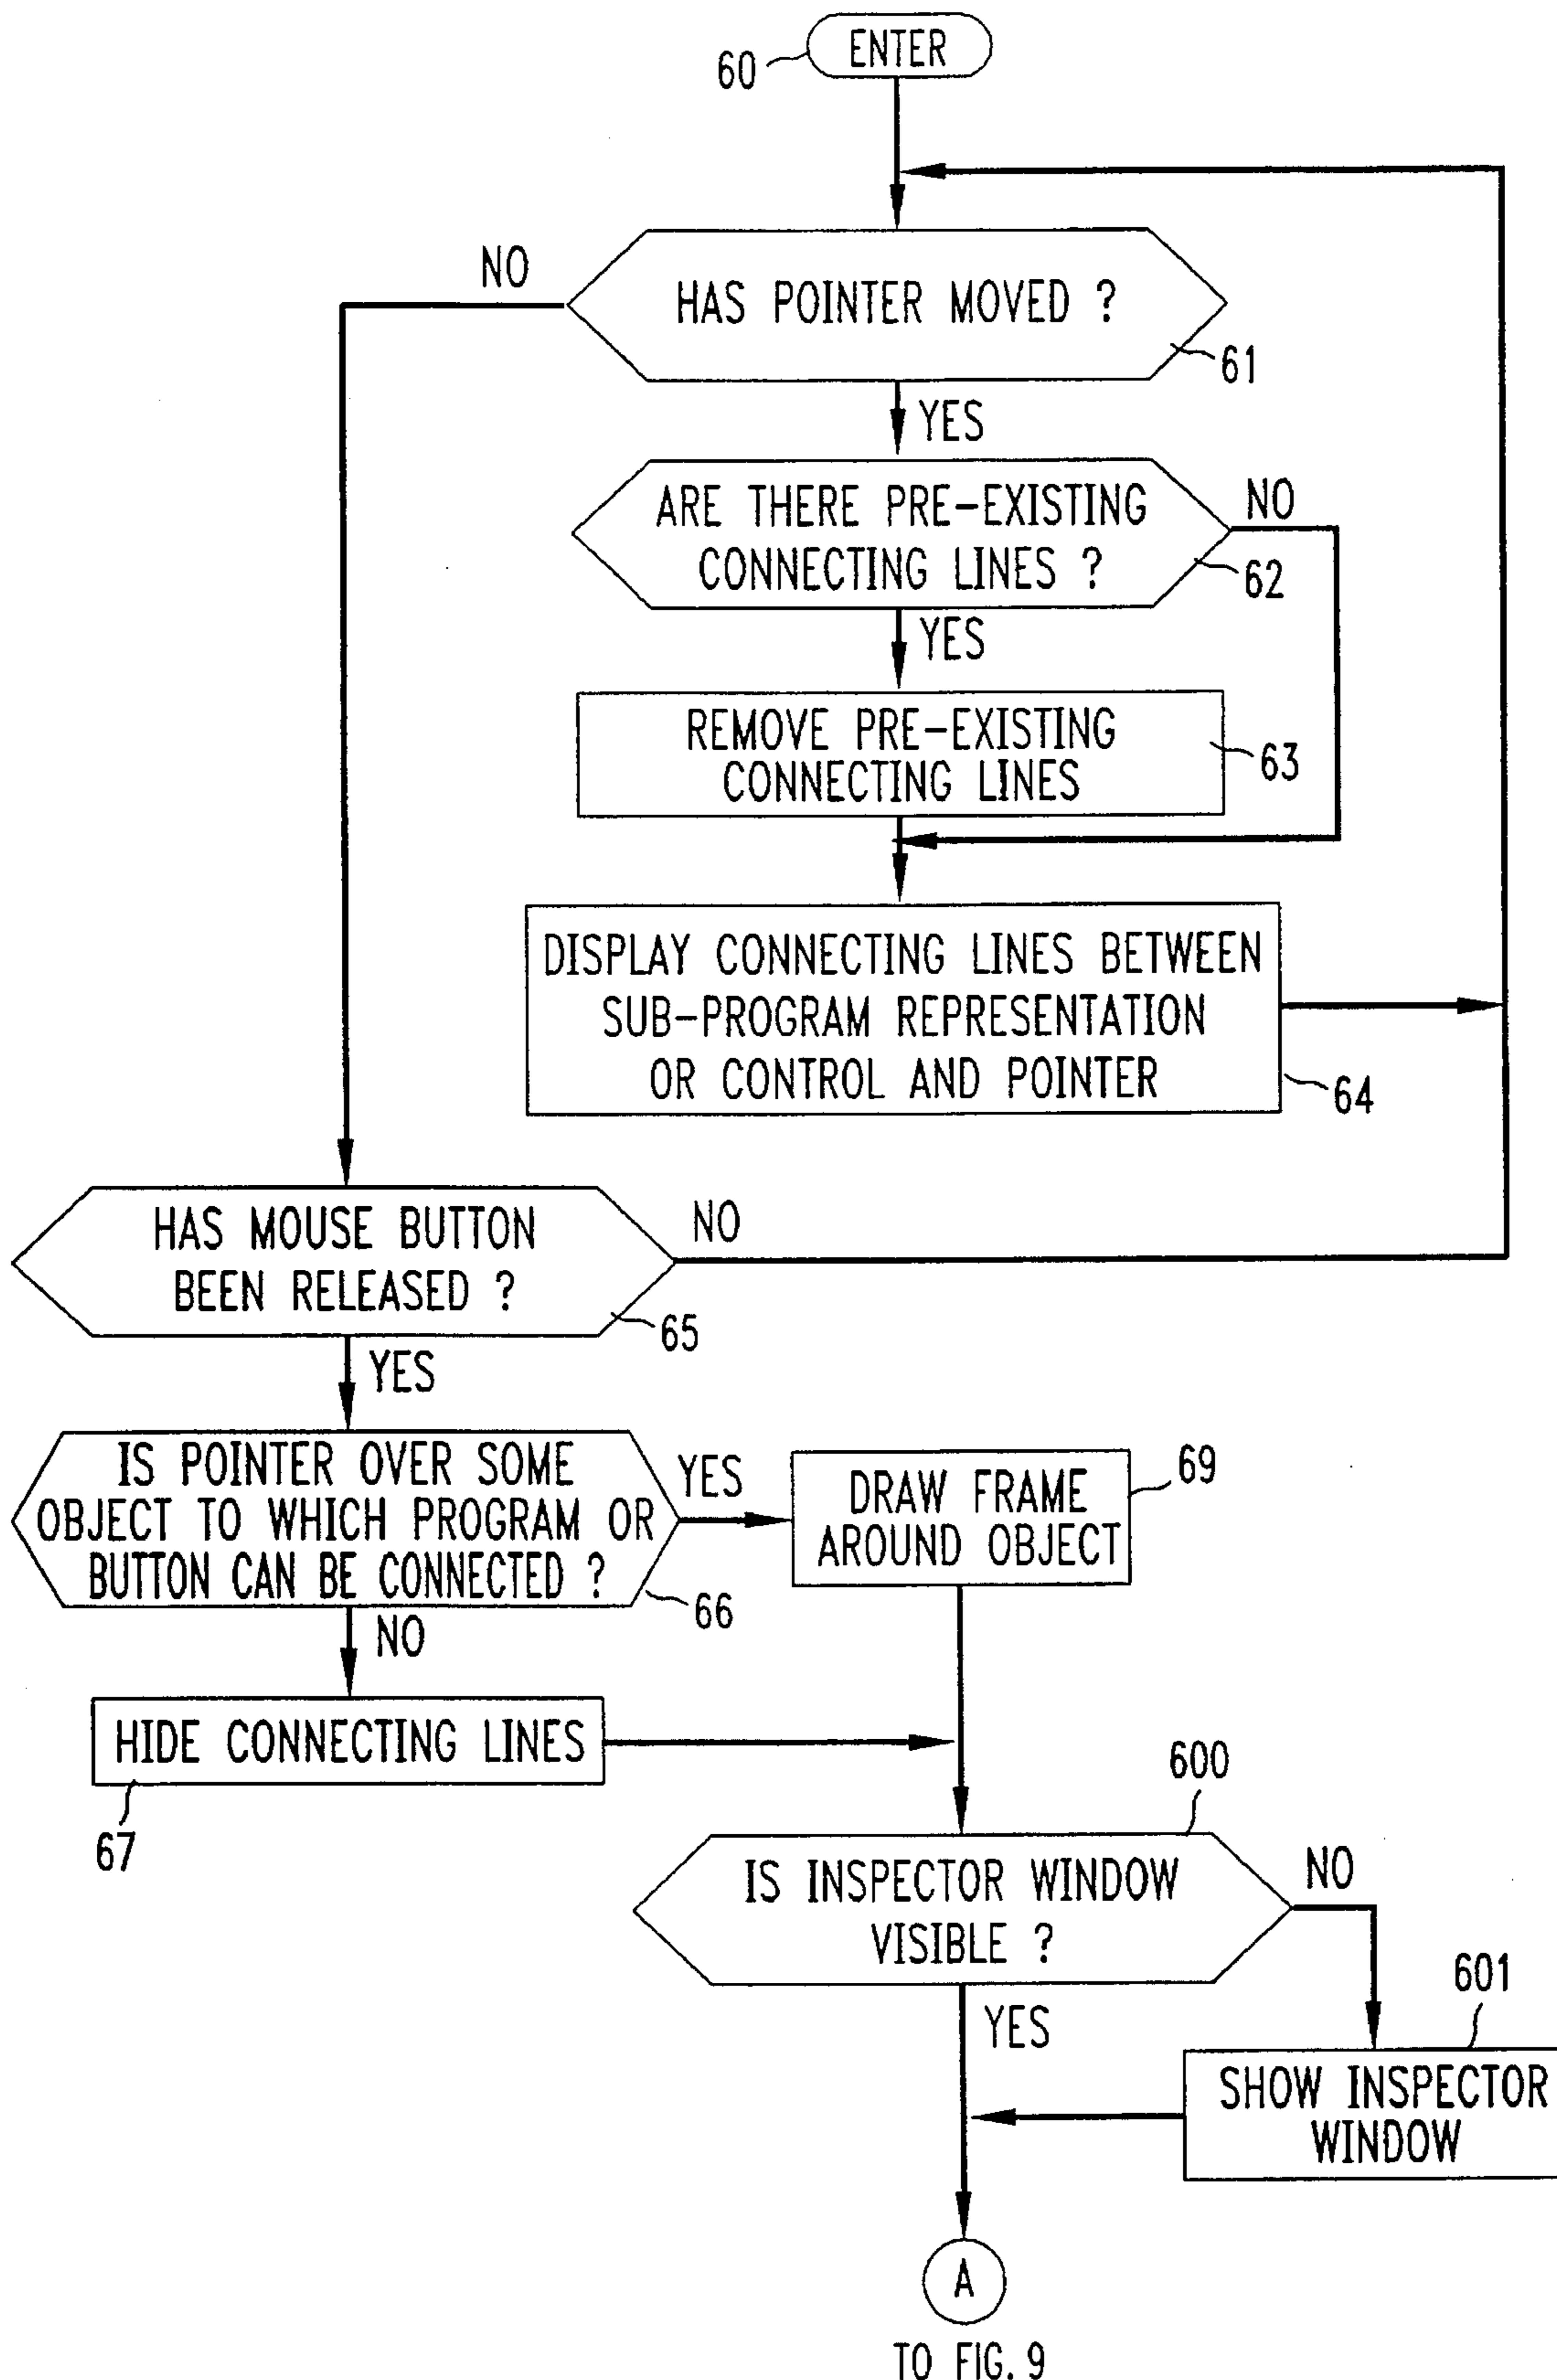 ENTER
60
HAS POINTER MOVED ?
NO
61
YES
ARE THERE PRE-EXISTING
CONNECTING LINES ?
NO
62
YES
REMOVE PRE-EXISTING
CONNECTING LINES
63
DISPLAY CONNECTING LINES BETWEEN
SUB-PROGRAM REPRESENTATION
OR CONTROL AND POINTER
64
HAS MOUSE BUTTON
BEEN RELEASED ?
NO
65
YES
IS POINTER OVER SOME
OBJECT TO WHICH PROGRAM OR
BUTTON CAN BE CONNECTED ?
YES
66
DRAW FRAME
AROUND OBJECT
69
NO
HIDE CONNECTING LINES
67
600
IS INSPECTOR WINDOW
VISIBLE ?
NO
YES
601
SHOW INSPECTOR
WINDOW
A
TO FIG. 9